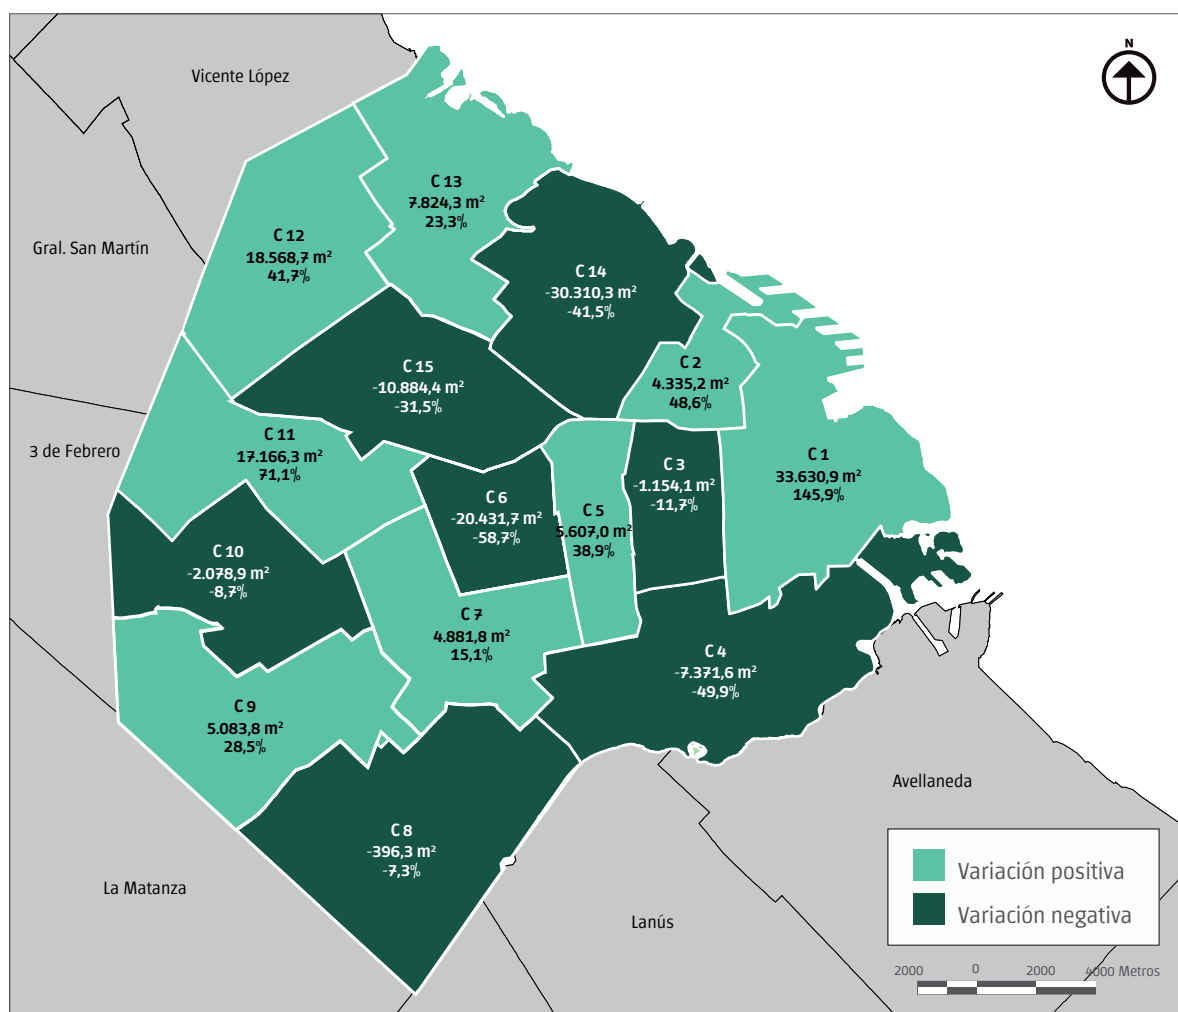 N
Vicente López
C 13
7.824,3 m²
23,3%
C 12
18.568,7 m²
41,7%
Gral. San Martín
C 14
-30.310,3 m²
-41,5%
C 15
-10.884,4 m²
-31,5%
C 2
4.335,2 m²
48,6%
3 de Febrero
C 11
17.166,3 m²
71,1%
C 1
33.630,9 m²
145,9%
C 3
-1.154,1 m²
-11,7%
C 6
-20.431,7 m²
-58,7%
C 5
5.607,0 m²
38,9%
C 10
-2.078,9 m²
-8,7%
C 7
4.881,8 m²
15,1%
C 4
-7.371,6 m²
-49,9%
C 9
5.083,8 m²
28,5%
Avellaneda
C 8
-396,3 m²
-7,3%
La Matanza
Lanús
Variación positiva
Variación negativa
2000 0 2000 4000 Metros